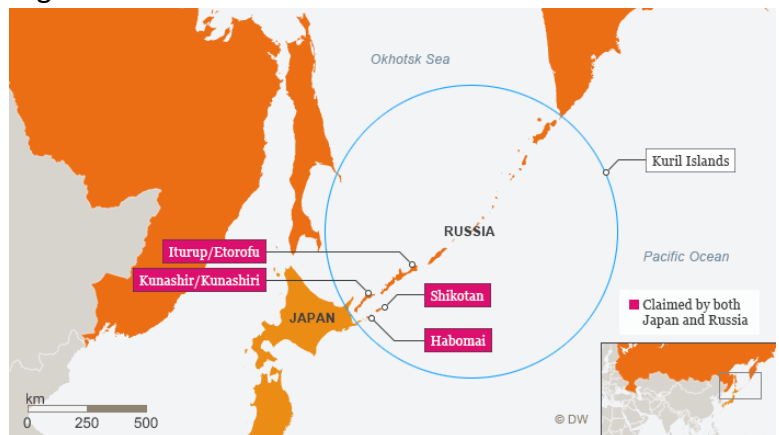 Okhotsk Sea
Kuril Islands
RUSSIA
Iturup/Etorofu
Pacific Ocean
Kunashir/Kunashiri
Shikotan
Claimed by both
Japan and Russia
JAPAN
Habomai
km
0 250 500
© DW